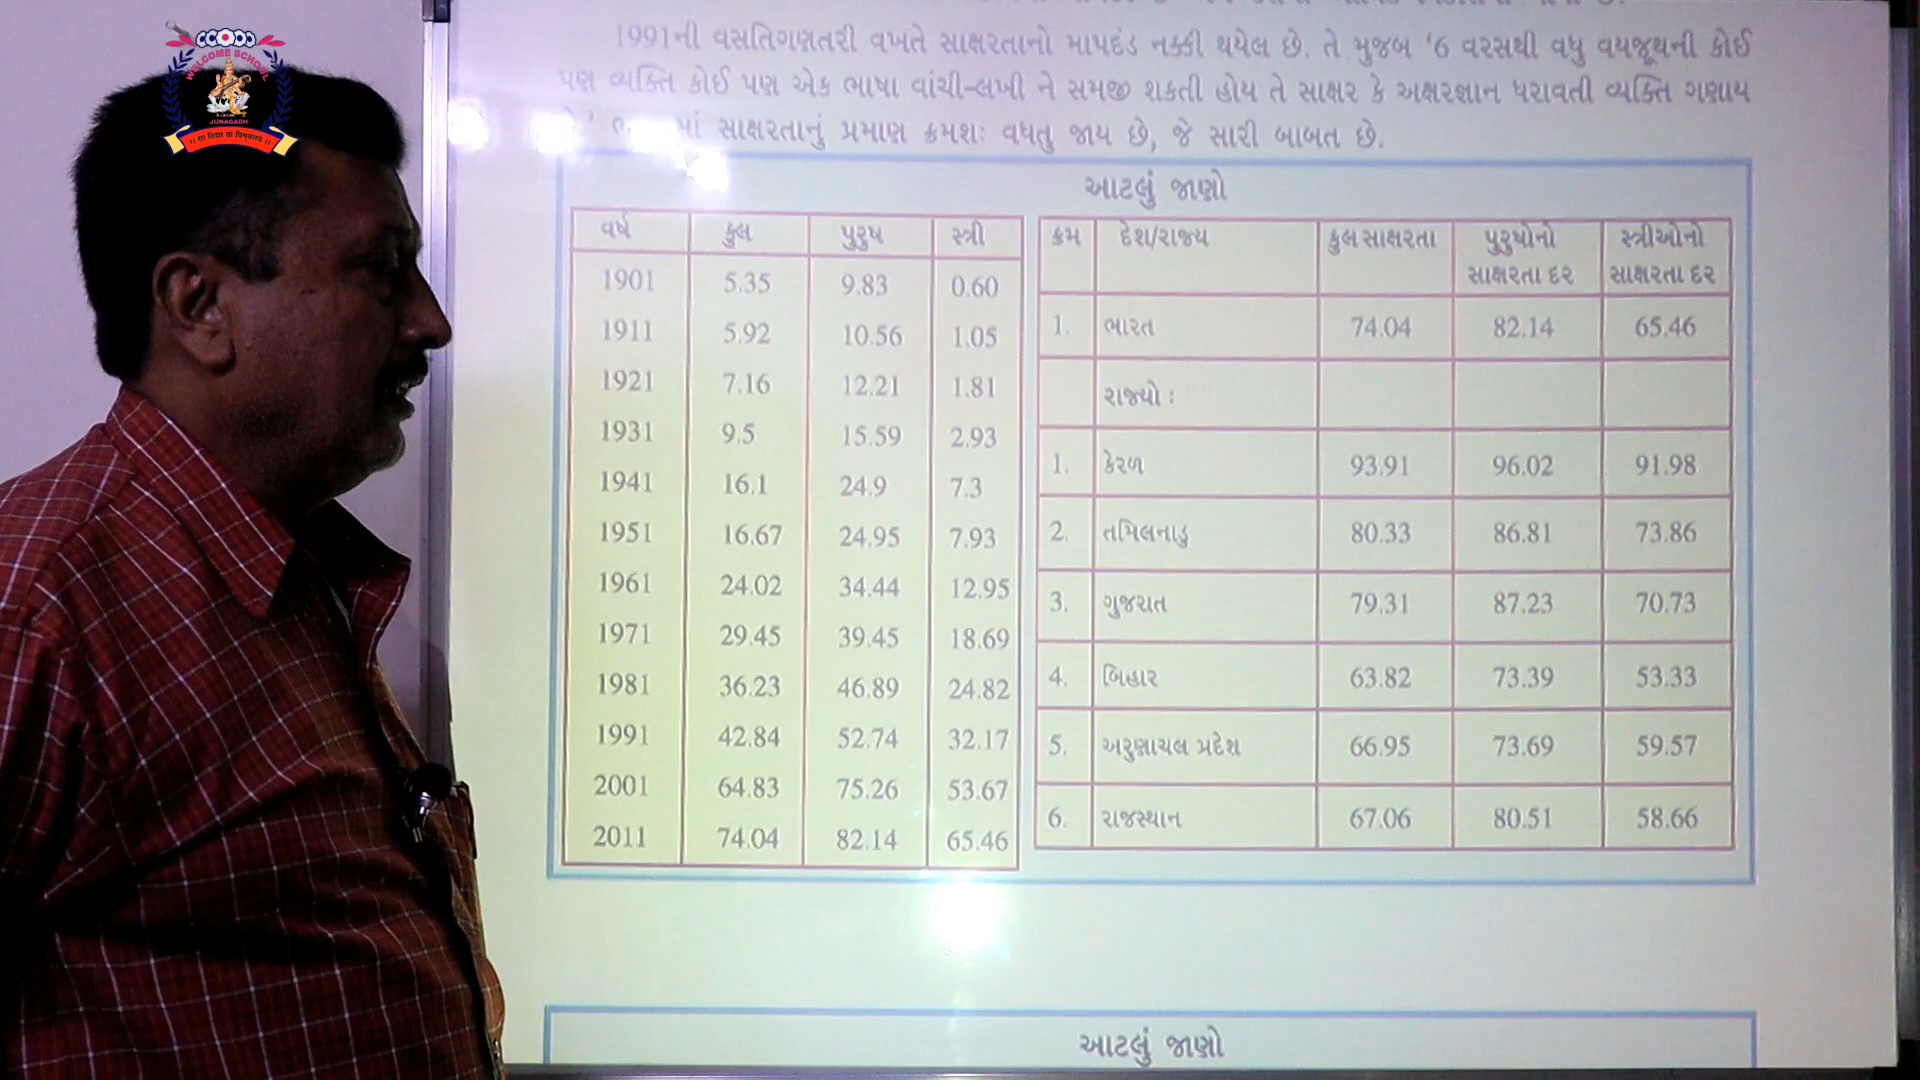 WELCOME SCHOOL
JUNAGADH
।। सा विद्या या विमुक्तये ।।
1991ની વસતિગણતરી વખતે સાક્ષરતાનો માપદંડ નક્કી થયેલ છે. તે મુજબ ‘6 વરસથી વધુ વયજૂથની કોઈ
પણ વ્યક્તિ કોઈ પણ એક ભાષા વાંચી-લખી ને સમજી શકતી હોય તે સાક્ષર કે અક્ષરજ્ઞાન ધરાવતી વ્યક્તિ ગણાય
સાક્ષરતાનું પ્રમાણ ક્રમશઃ વધતુ જાય છે, જે સારી બાબત છે.
આટલું જાણો
વર્ષ કુલ પુરુષ સ્ત્રી
1901 5.35 9.83 0.60
1911 5.92 10.56 1.05
1921 7.16 12.21 1.81
1931 9.5 15.59 2.93
1941 16.1 24.9 7.3
1951 16.67 24.95 7.93
1961 24.02 34.44 12.95
1971 29.45 39.45 18.69
1981 36.23 46.89 24.82
1991 42.84 52.74 32.17
2001 64.83 75.26 53.67
2011 74.04 82.14 65.46
ક્રમ દેશ/રાજ્ય કુલ સાક્ષરતા પુરુષોનો સ્ત્રીઓનો
સાક્ષરતા દર સાક્ષરતા દર
1. ભારત 74.04 82.14 65.46
રાજ્યો :
1. કેરળ 93.91 96.02 91.98
2. તમિલનાડુ 80.33 86.81 73.86
3. ગુજરાત 79.31 87.23 70.73
4. બિહાર 63.82 73.39 53.33
5. અરુણાચલ પ્રદેશ 66.95 73.69 59.57
6. રાજસ્થાન 67.06 80.51 58.66
આટલું જાણો